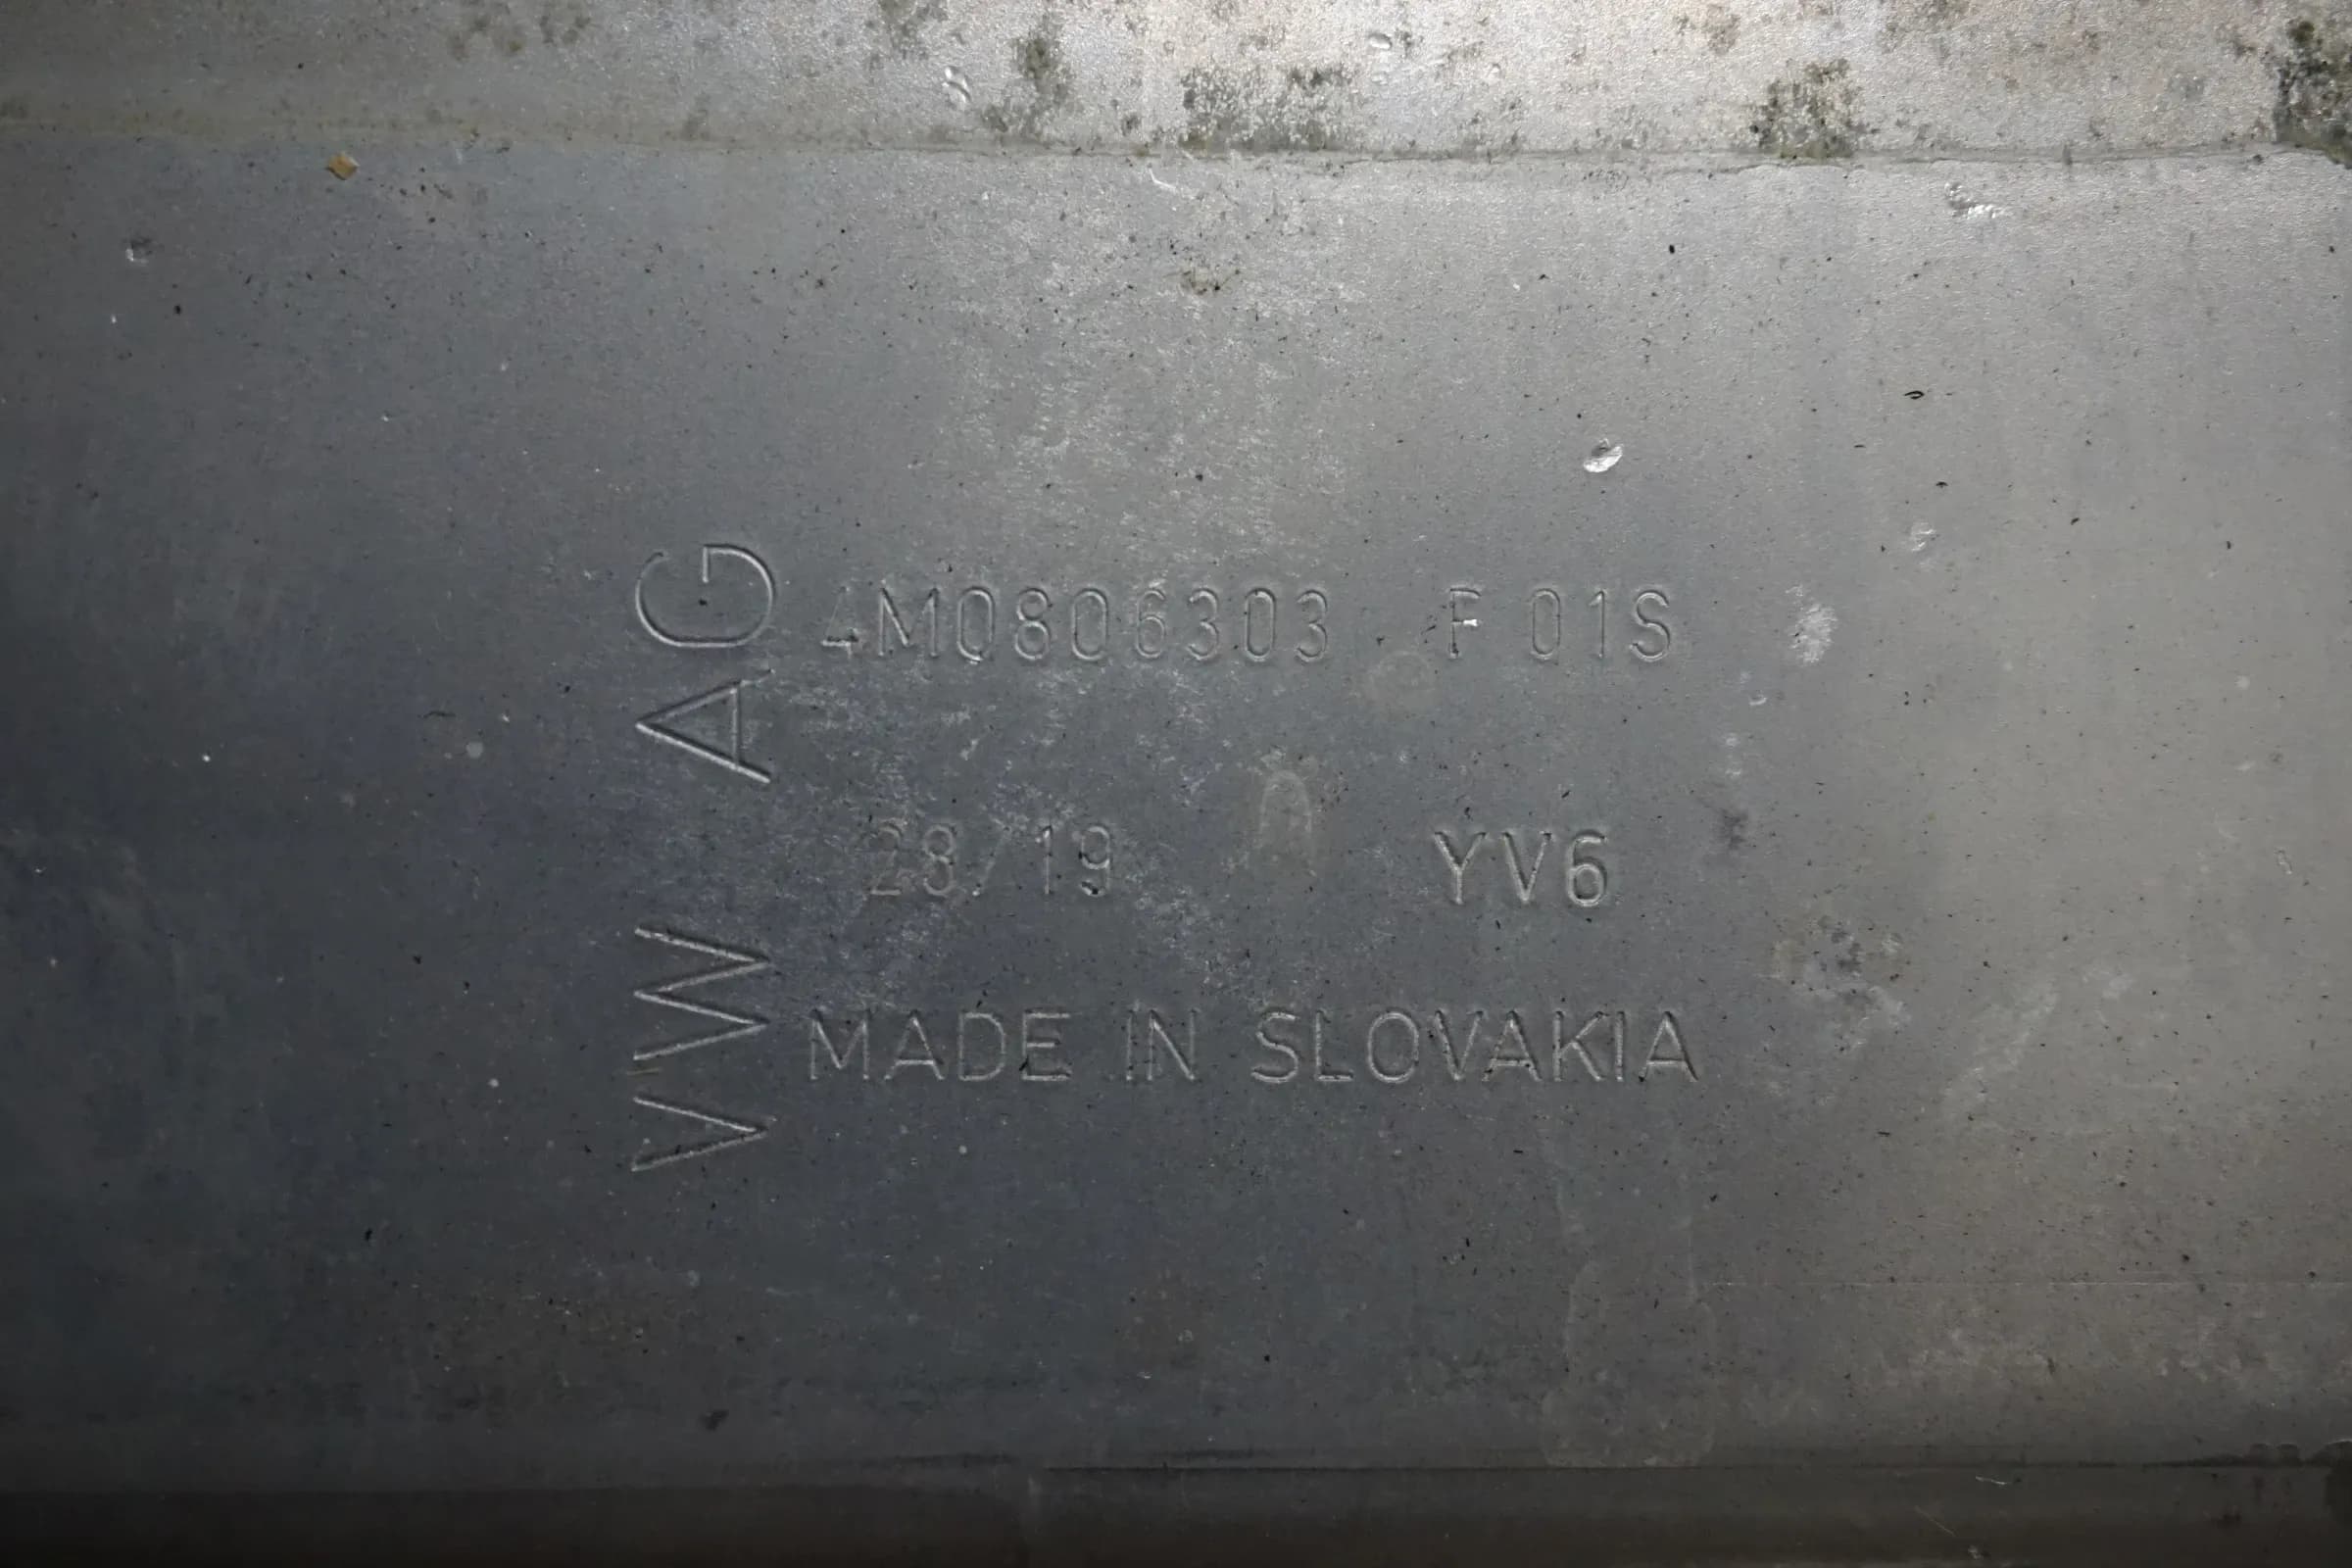 VW AG
4M0806303 F 01S
28/19 YV6
MADE IN SLOVAKIA